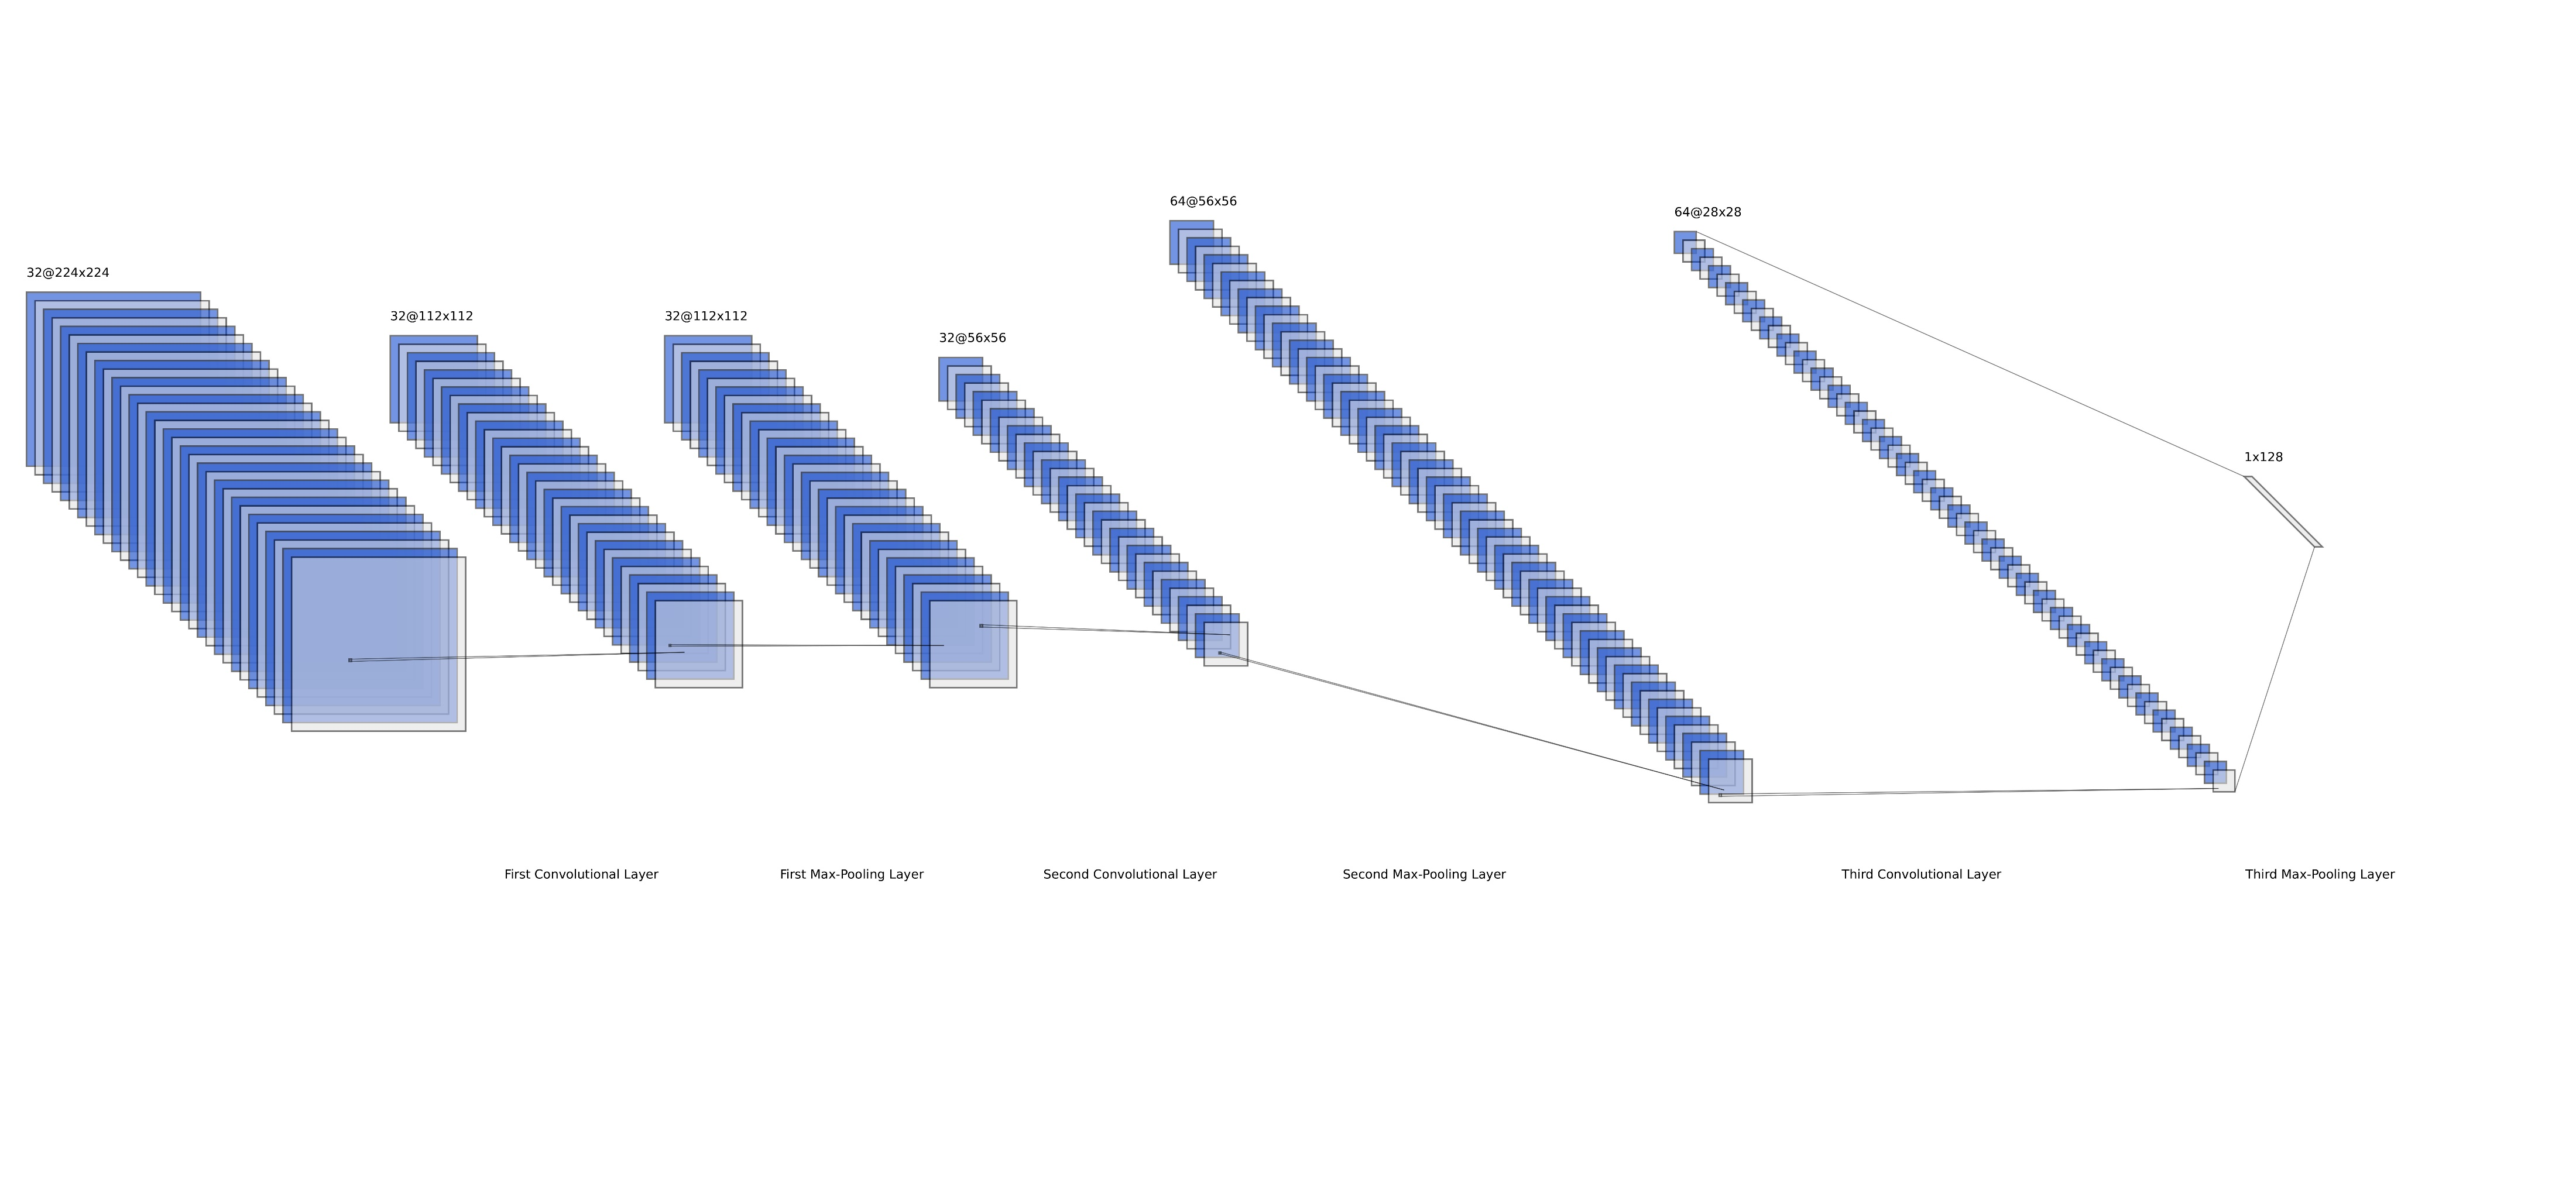 32@224x224
32@112x112
32@112x112
32@56x56
64@56x56
64@28x28
1x128
First Convolutional Layer
First Max-Pooling Layer
Second Convolutional Layer
Second Max-Pooling Layer
Third Convolutional Layer
Third Max-Pooling Layer